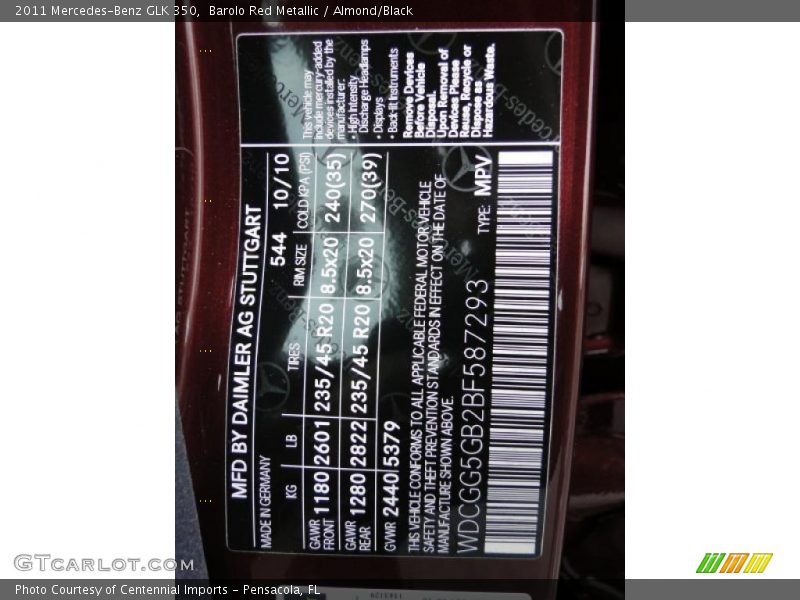 2011 Mercedes-Benz GLK 350,  Barolo Red Metallic / Almond/Black
MFD BY DAIMLER AG STUTTGART
MADE IN GERMANY 544 10/10
KG LB TIRES RIM SIZE COLD KPA (PSI)
GAWR FRONT 1180 2601 235/45 R20 8.5x20 240(35)
GAWR REAR 1280 2822 235/45 R20 8.5x20 270(39)
GVWR 2440 5379
THIS VEHICLE CONFORMS TO ALL APPLICABLE FEDERAL MOTOR VEHICLE
SAFETY AND THEFT PREVENTION STANDARDS IN EFFECT ON THE DATE OF
MANUFACTURE SHOWN ABOVE.
TYPE: MPV
WDCGG5GB2BF587293
This vehicle may
include mercury-added
devices installed by the
manufacturer:
• High Intensity
Discharge Headlamps
• Displays
• Back-lit Instruments
Remove Devices
Before Vehicle
Disposal.
Upon Removal of
Devices Please
Reuse, Recycle or
Dispose as
Hazardous Waste.
Mercedes-Benz
GTCARLOT.COM
Photo Courtesy of Centennial Imports - Pensacola, FL